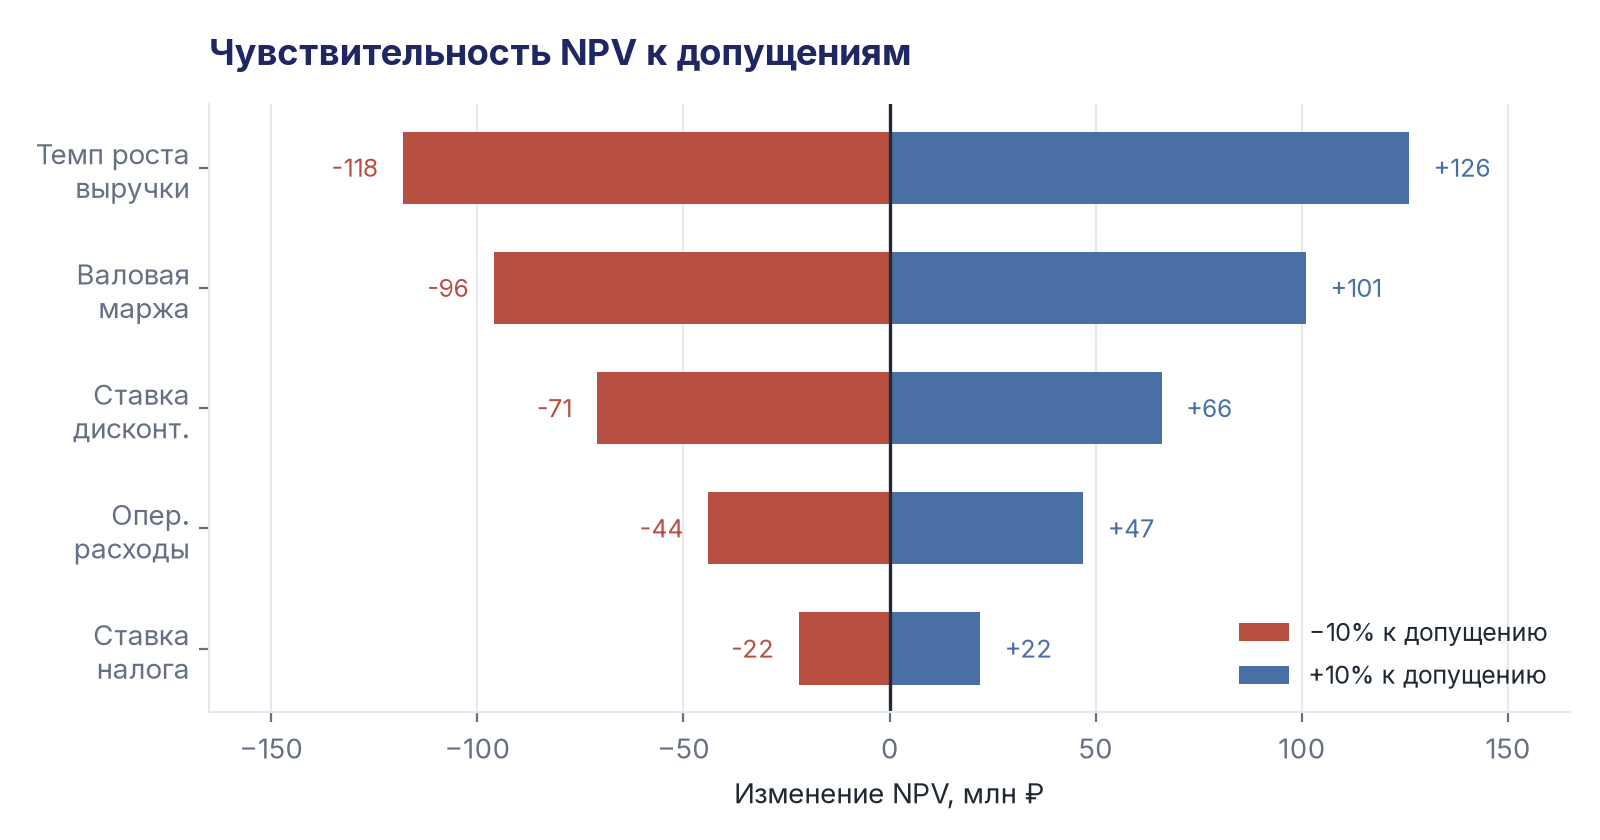 Чувствительность NPV к допущениям
Темп роста
выручки
-118
+126
Валовая
маржа
-96
+101
Ставка
дисконт.
-71
+66
Опер.
расходы
-44
+47
Ставка
налога
-22
+22
−10% к допущению
+10% к допущению
−150
−100
−50
0
50
100
150
Изменение NPV, млн ₽